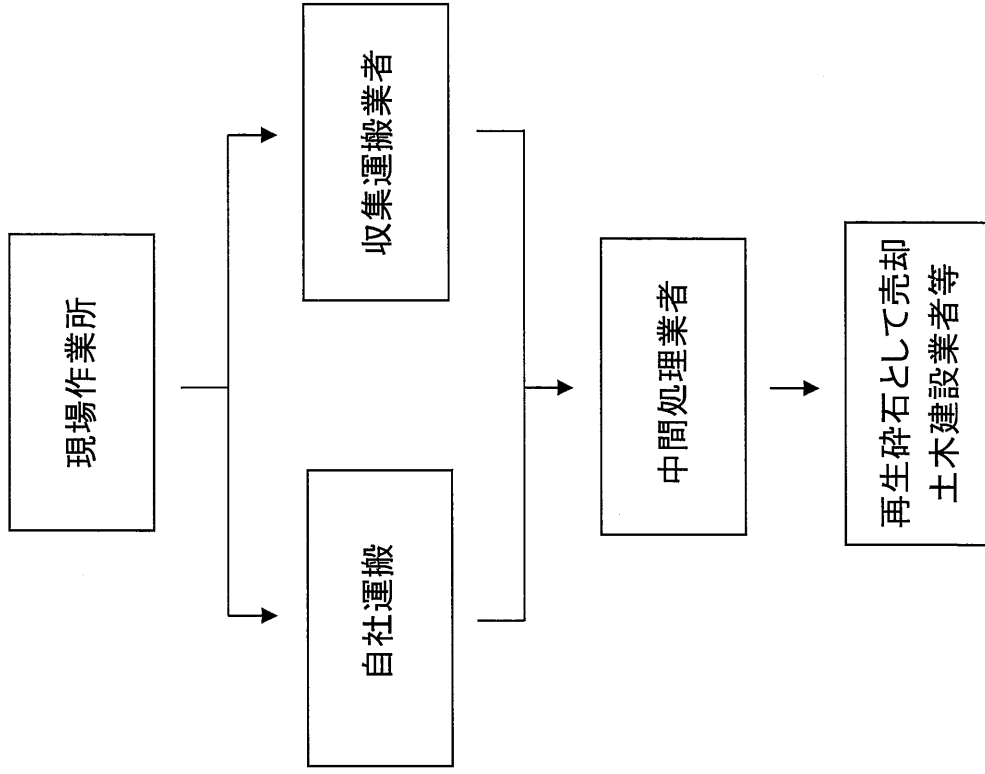 現場作業所
自社運搬
収集運搬業者
中間処理業者
再生砕石として売却
土木建設業者等